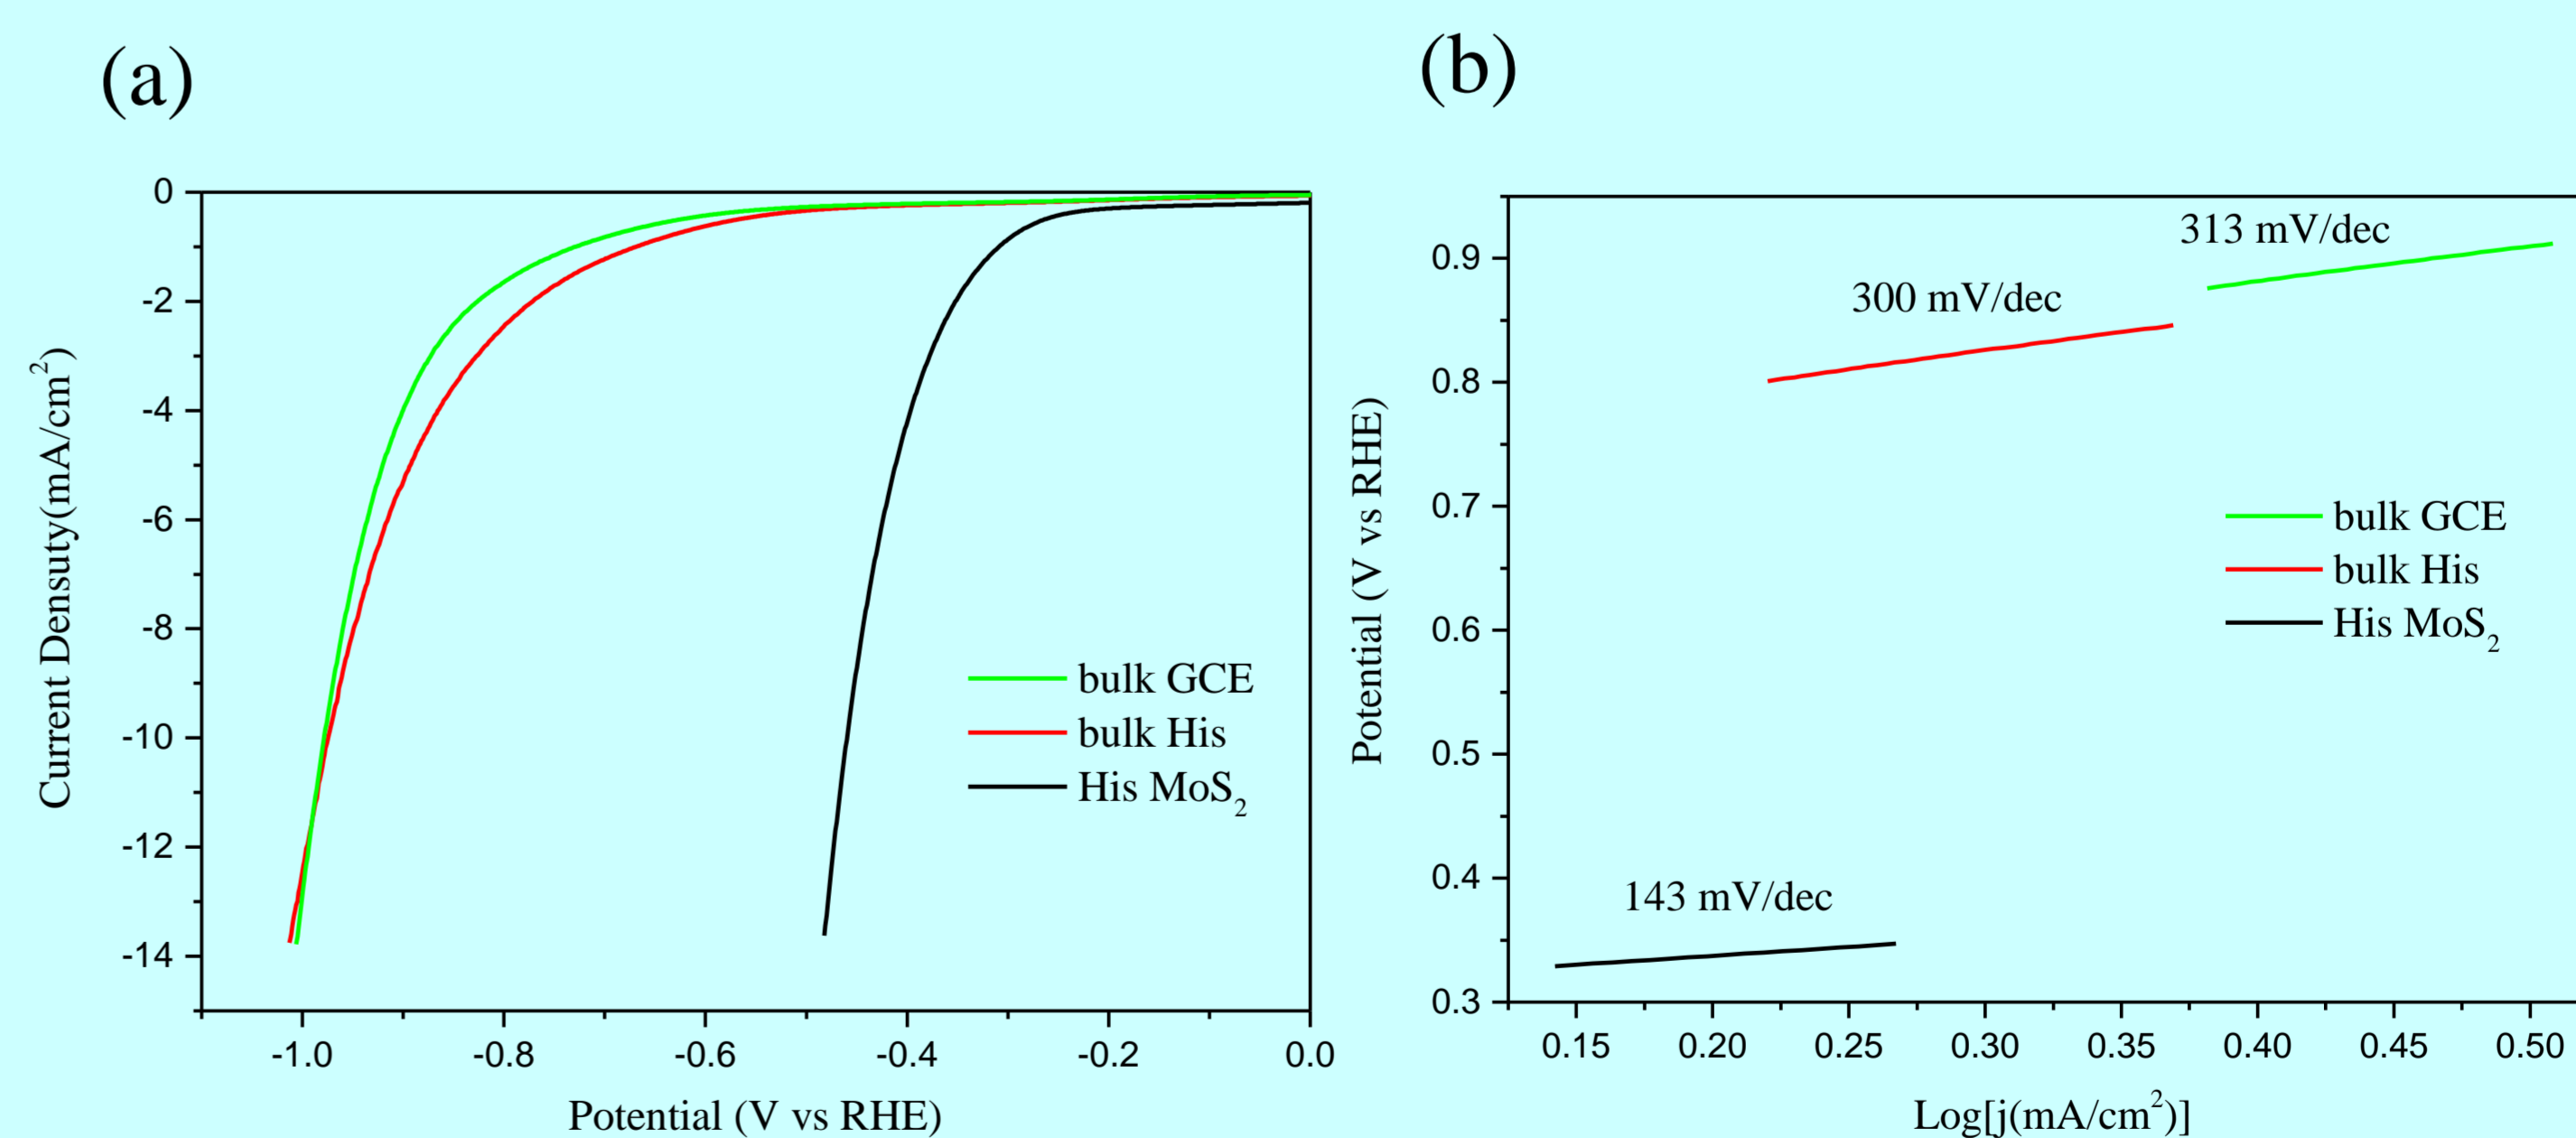 (a)
0
-2
-4
-6
-8
-10
-12
-14
Current Densuty(mA/cm²)
-1.0 -0.8 -0.6 -0.4 -0.2 0.0
Potential (V vs RHE)
bulk GCE
bulk His
His MoS₂
(b)
0.9
0.8
0.7
0.6
0.5
0.4
0.3
Potential (V vs RHE)
313 mV/dec
300 mV/dec
143 mV/dec
bulk GCE
bulk His
His MoS₂
0.15 0.20 0.25 0.30 0.35 0.40 0.45 0.50
Log[j(mA/cm²)]